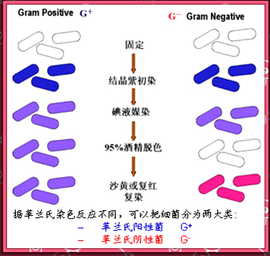 Gram Positive G⁺
G⁻ Gram Negative
固定
结晶紫初染
碘液媒染
95%酒精脱色
沙黄或复红
复染
据革兰氏染色反应不同，可以把细菌分为两大类：
– 革兰氏阳性菌 G⁺
– 革兰氏阴性菌 G⁻